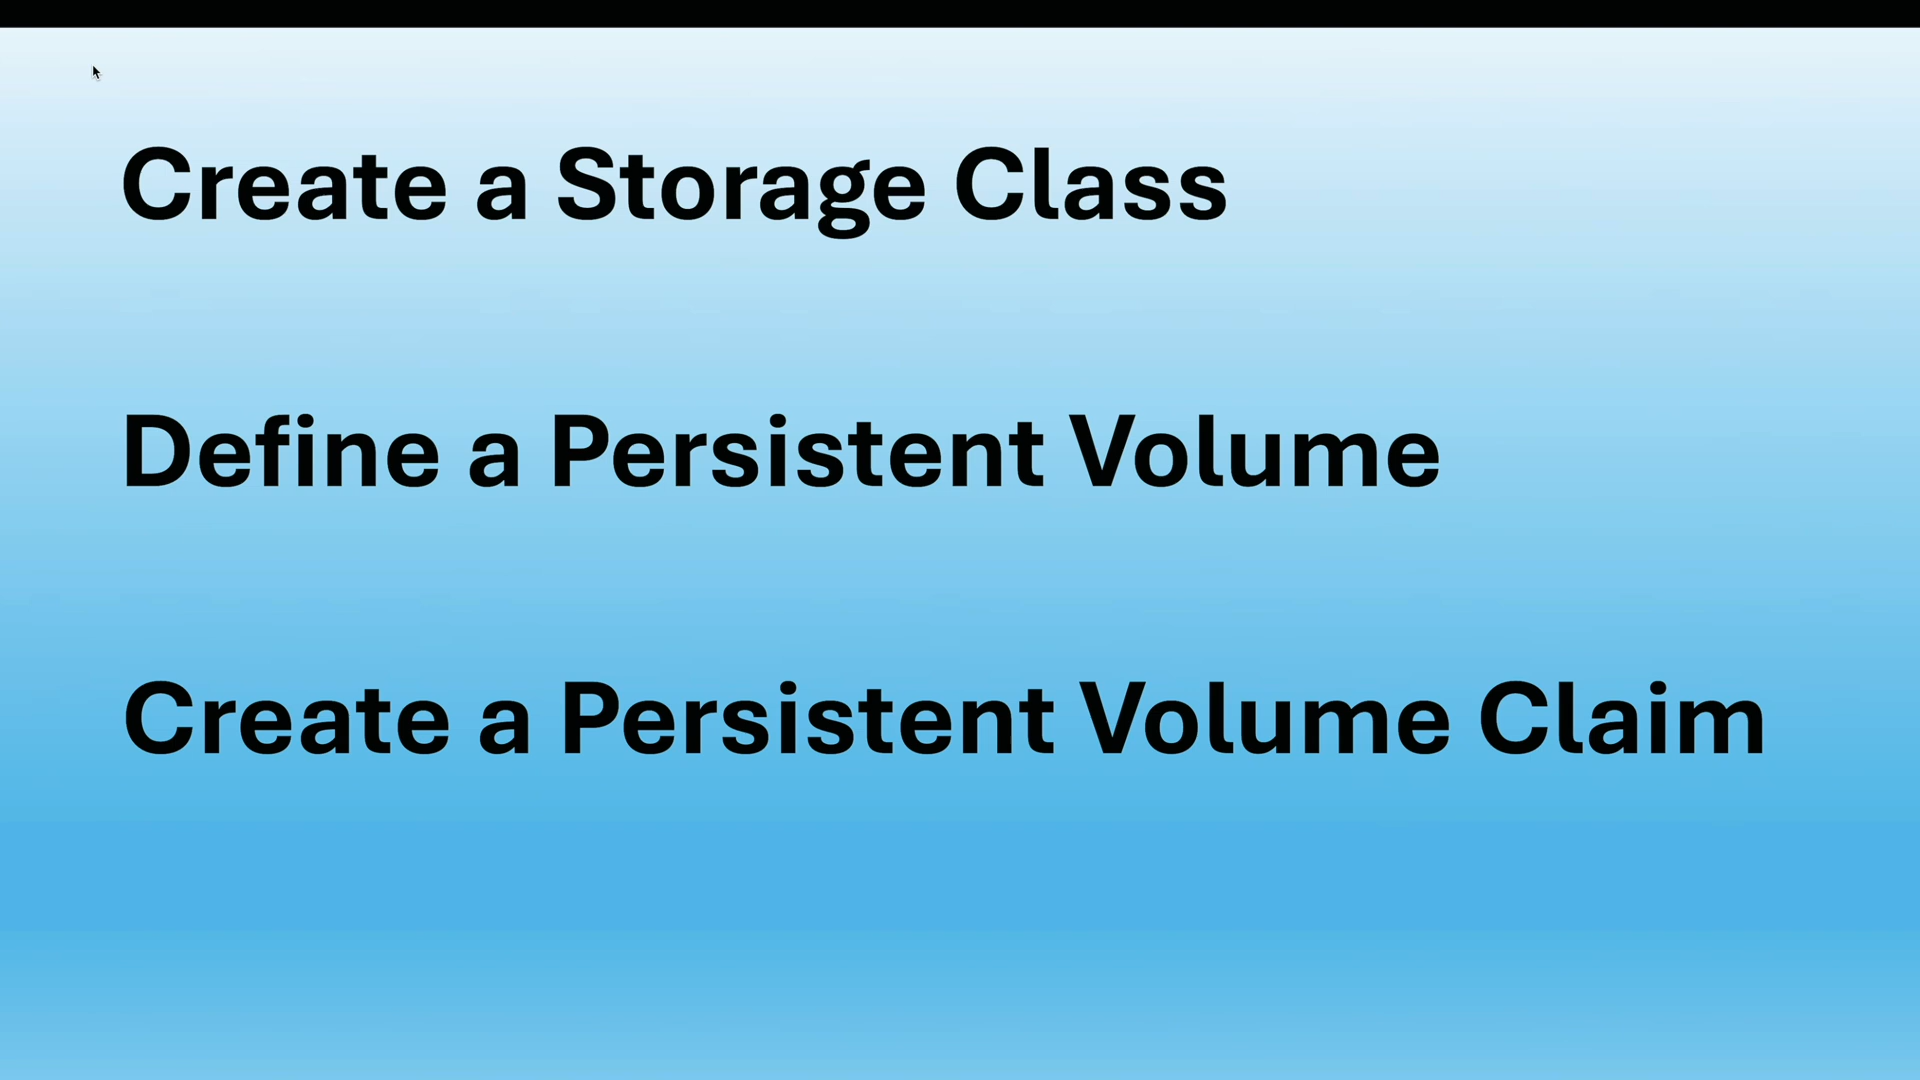 Create a Storage Class
Define a Persistent Volume
Create a Persistent Volume Claim